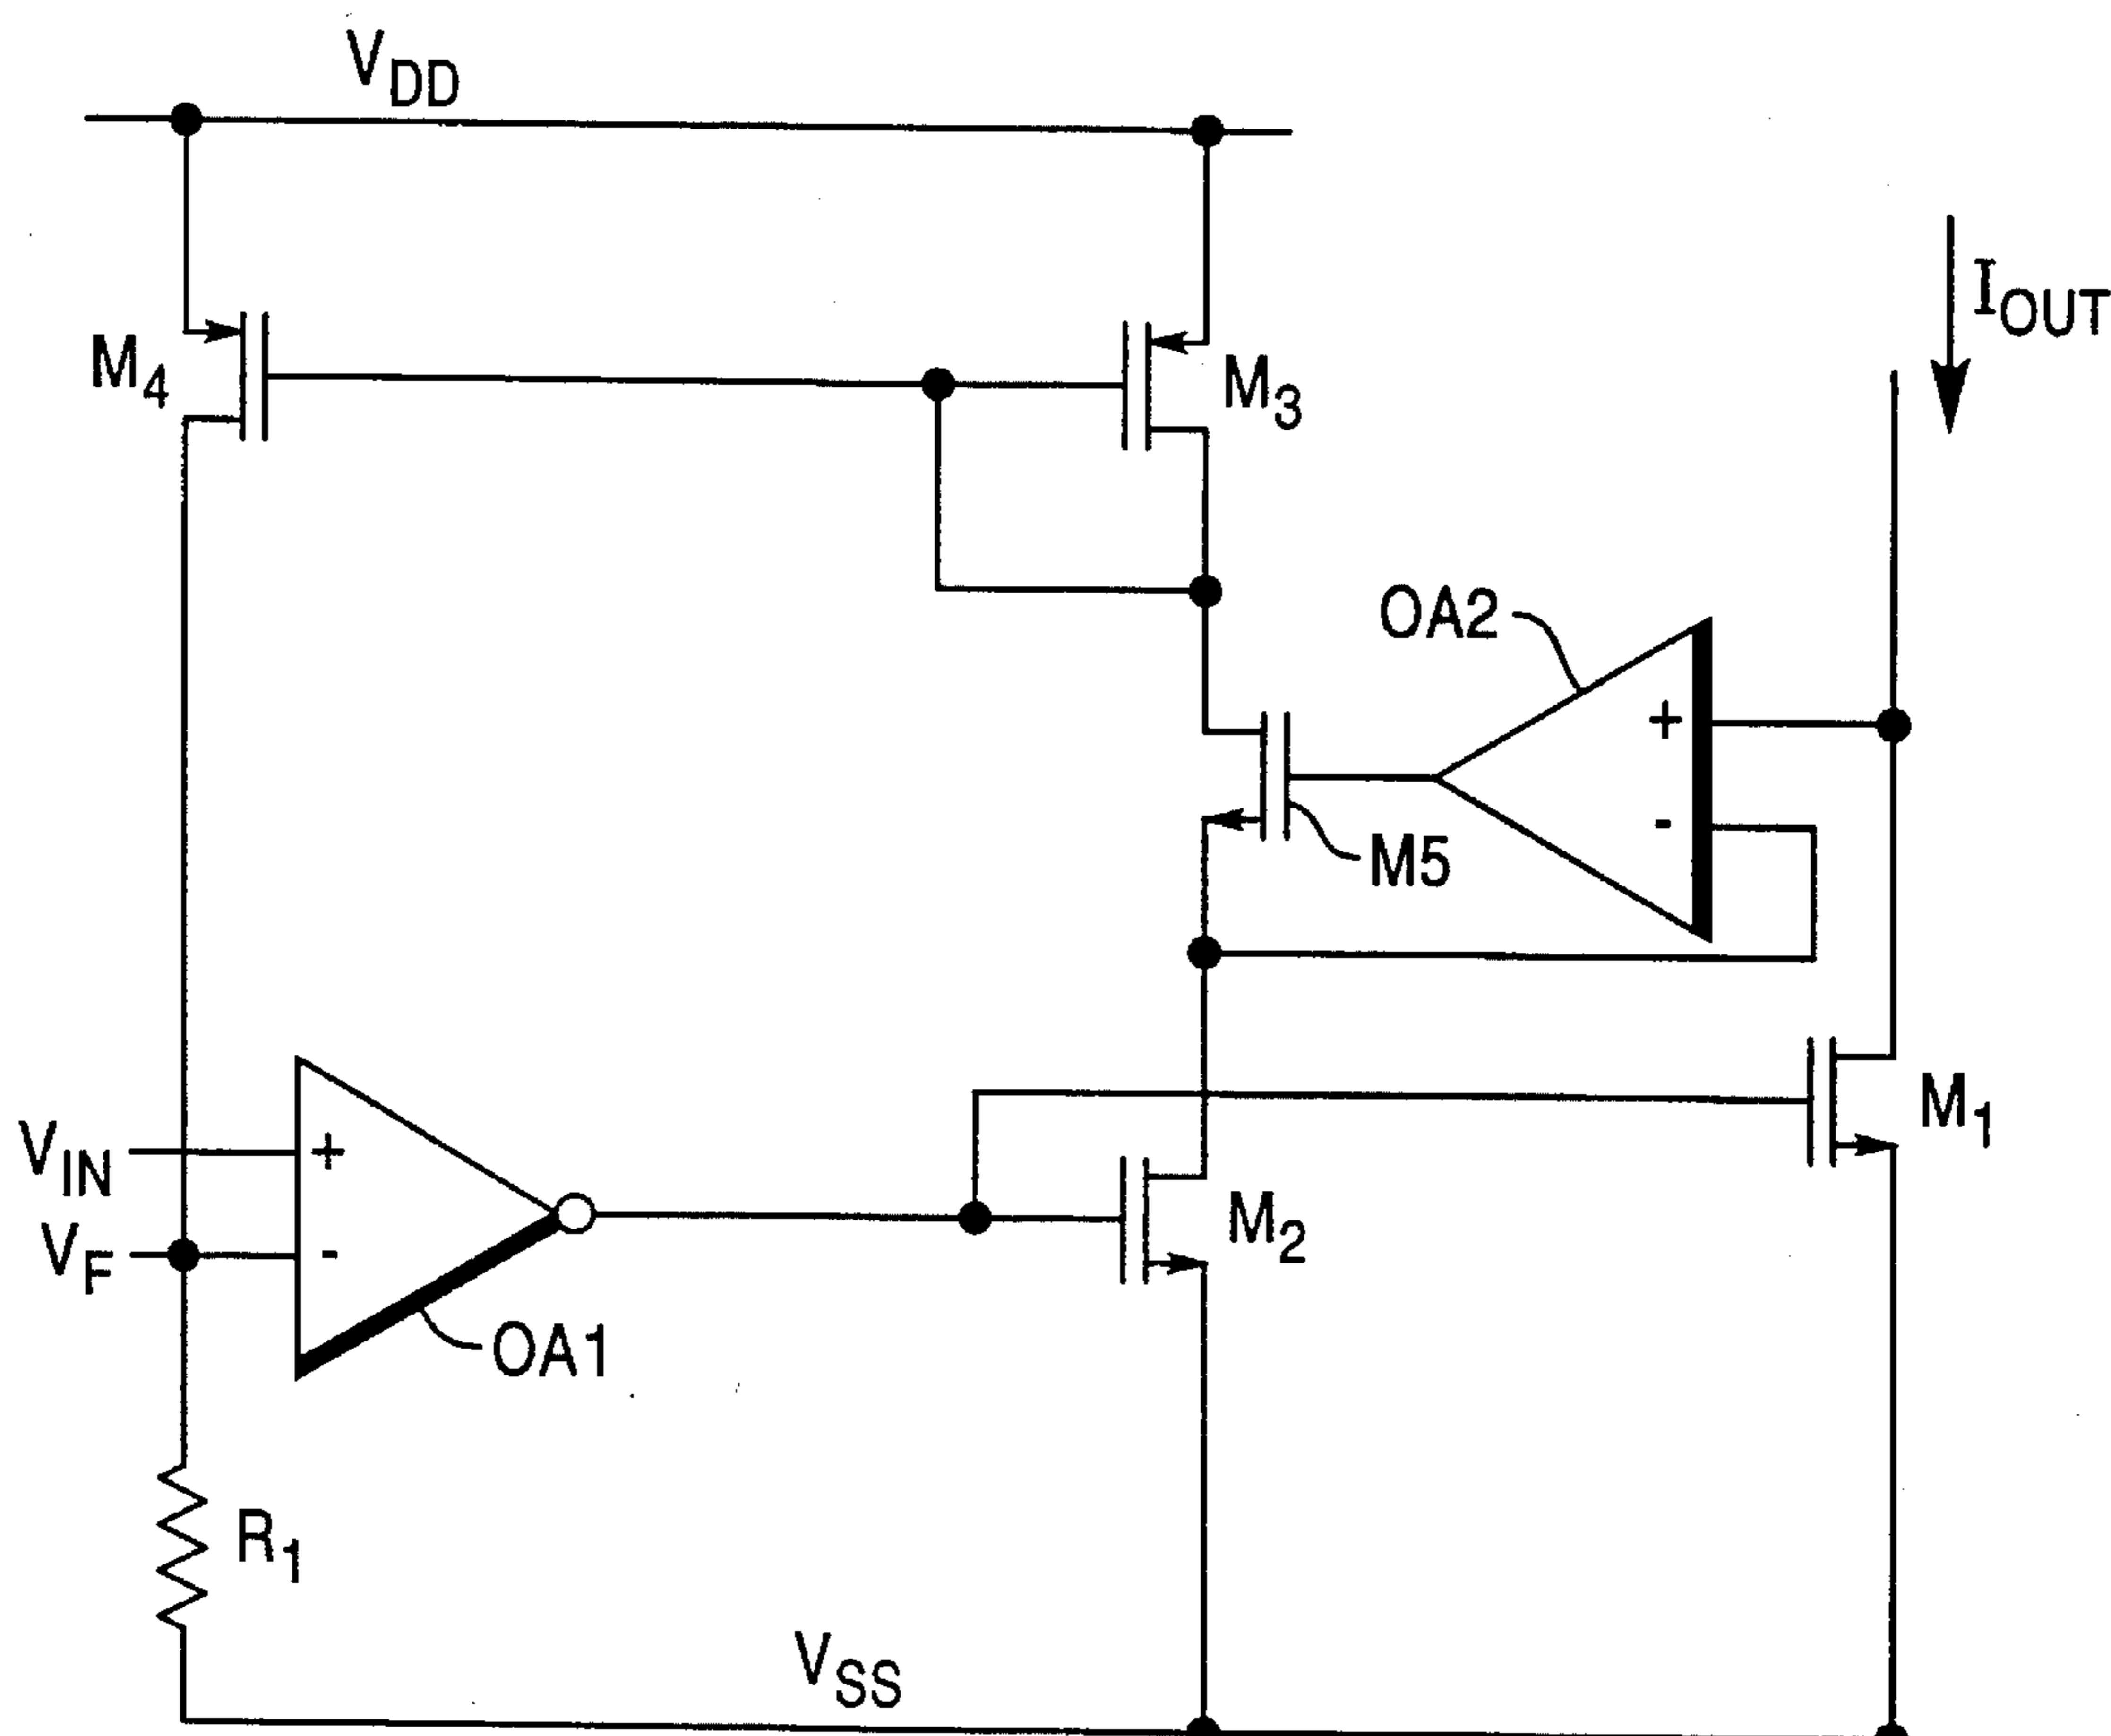 VDD
IOUT
M4
M3
OA2
+
-
M5
VIN
+
M1
VF
-
M2
OA1
R1
VSS